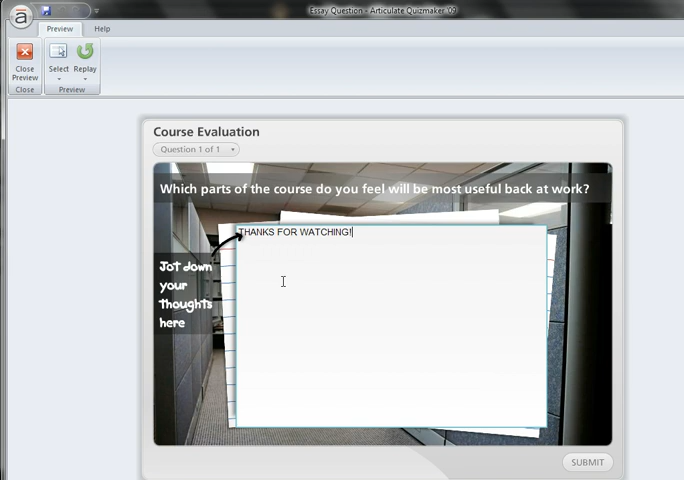 Essay Question - Articulate Quizmaker '09
Preview
Help
Close Preview
Select
Replay
Close
Preview
Course Evaluation
Question 1 of 1
Which parts of the course do you feel will be most useful back at work?
THANKS FOR WATCHING!
Jot down
your
thoughts
here
SUBMIT